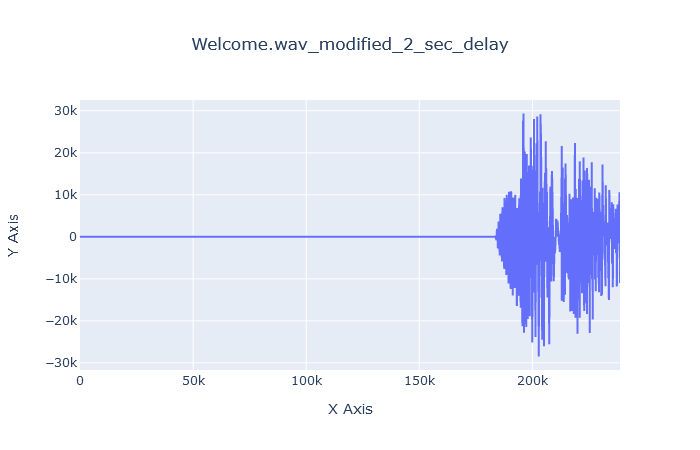 Welcome.wav_modified_2_sec_delay
30k
20k
10k
0
−10k
−20k
−30k
Y Axis
0 50k 100k 150k 200k
X Axis